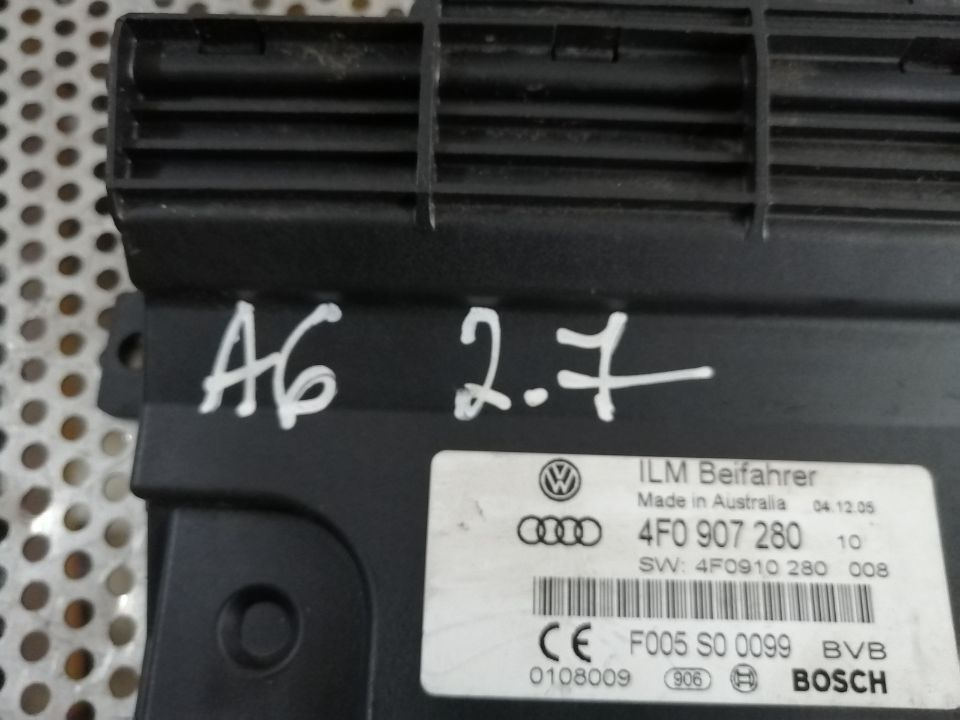 A6 2.7
ILM Beifahrer
Made in Australia 04.12.05
4F0 907 280 10
SW: 4F0910 280 008
CE F005 S0 0099 BVB
0108009 906 BOSCH